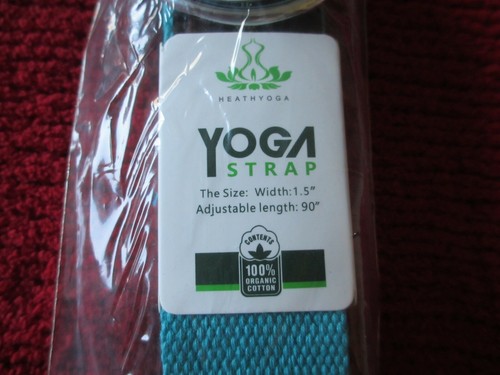 HEATHYOGA
YOGA
STRAP
The Size: Width:1.5"
Adjustable length: 90"
CONTENTS
100%
ORGANIC
COTTON